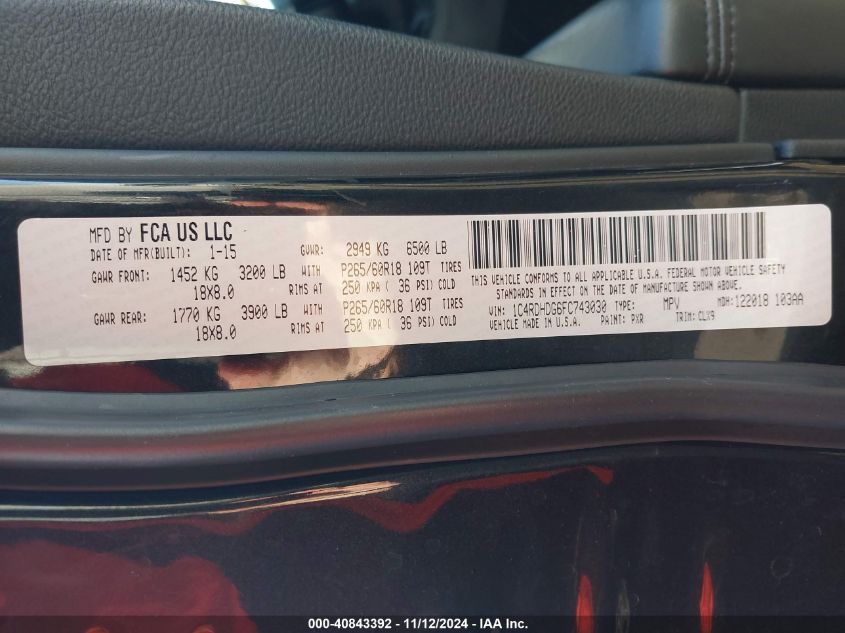 MFD BY FCA US LLC
DATE OF MFR(BUILT): 1-15 GVWR: 2949 KG 6500 LB
GAWR FRONT: 1452 KG 3200 LB WITH P265/60R18 109T TIRES
18X8.0 RIMS AT 250 KPA ( 36 PSI) COLD
GAWR REAR: 1770 KG 3900 LB WITH P265/60R18 109T TIRES
18X8.0 RIMS AT 250 KPA ( 36 PSI) COLD
THIS VEHICLE CONFORMS TO ALL APPLICABLE U.S.A. FEDERAL MOTOR VEHICLE SAFETY
STANDARDS IN EFFECT ON THE DATE OF MANUFACTURE SHOWN ABOVE.
VIN: 1C4RDHDG6FC743030 TYPE: MPV MDH: 122018 103AA
VEHICLE MADE IN U.S.A. PAINT: PXR TRIM: CLX9
000-40843392 - 11/12/2024 - IAA Inc.